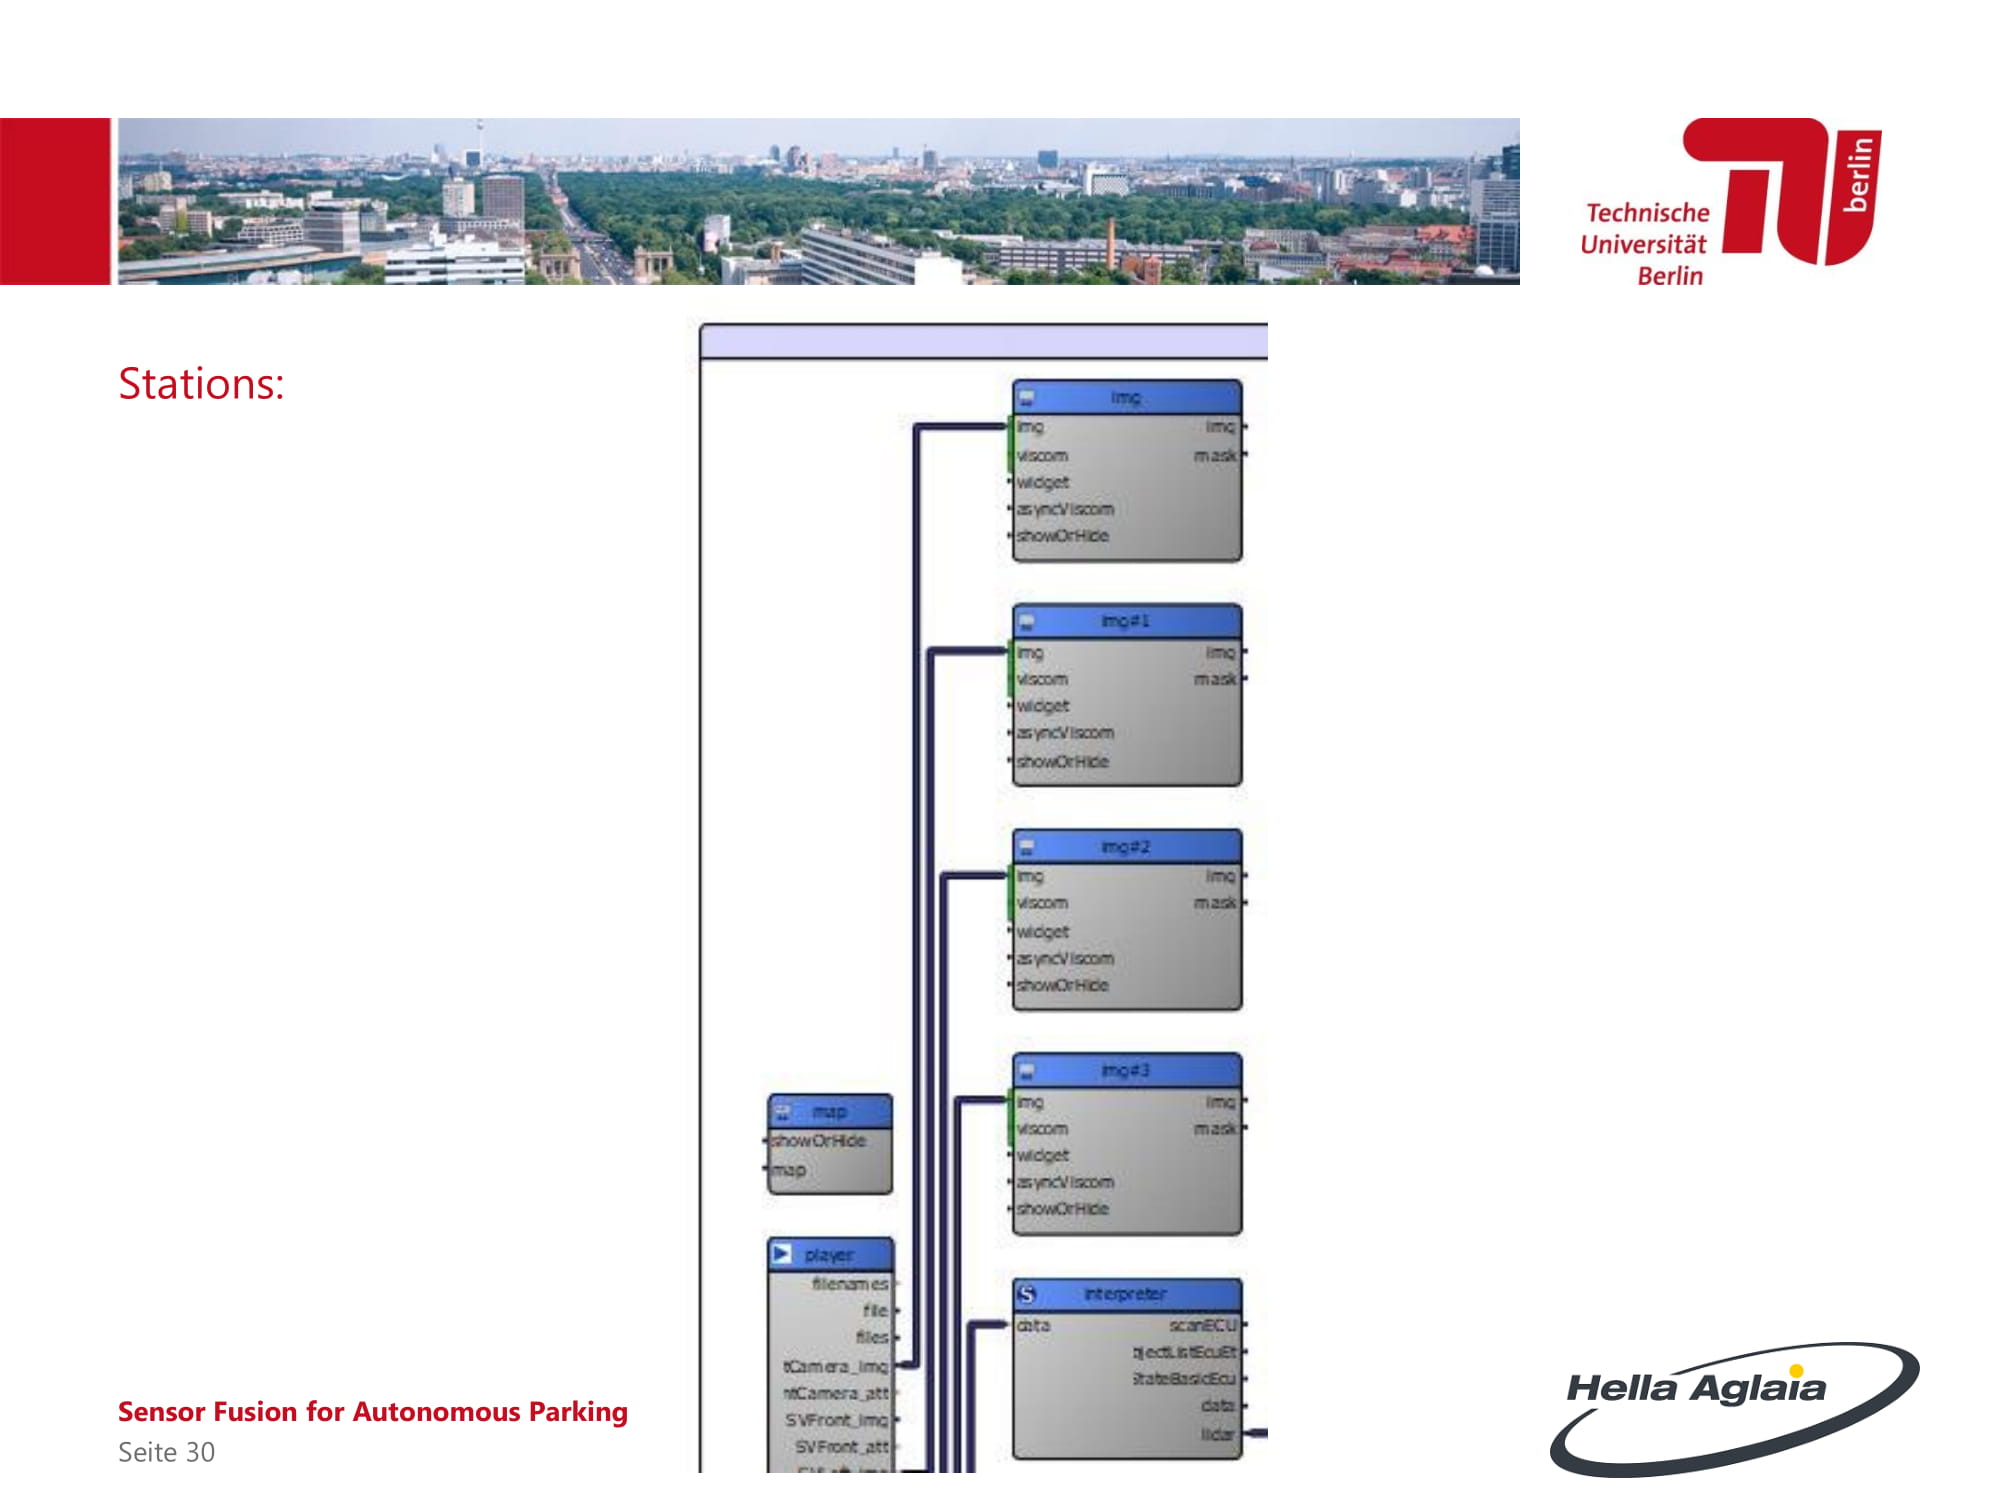 Technische
Universität
Berlin
berlin
Stations:
img
img img
viscom mask
widget
asyncViscom
showOrHide
img#1
img img
viscom mask
widget
asyncViscom
showOrHide
img#2
img img
viscom mask
widget
asyncViscom
showOrHide
img#3
img img
viscom mask
widget
asyncViscom
showOrHide
map
showOrHide
map
player
filenames
file
files
tCamera_img
ntCamera_att
SVFront_img
SVFront_att
interpreter
data scanECU
bjectListEcuEt
StateBasicEcu
data
lidar
Sensor Fusion for Autonomous Parking
Seite 30
Hella Aglaia